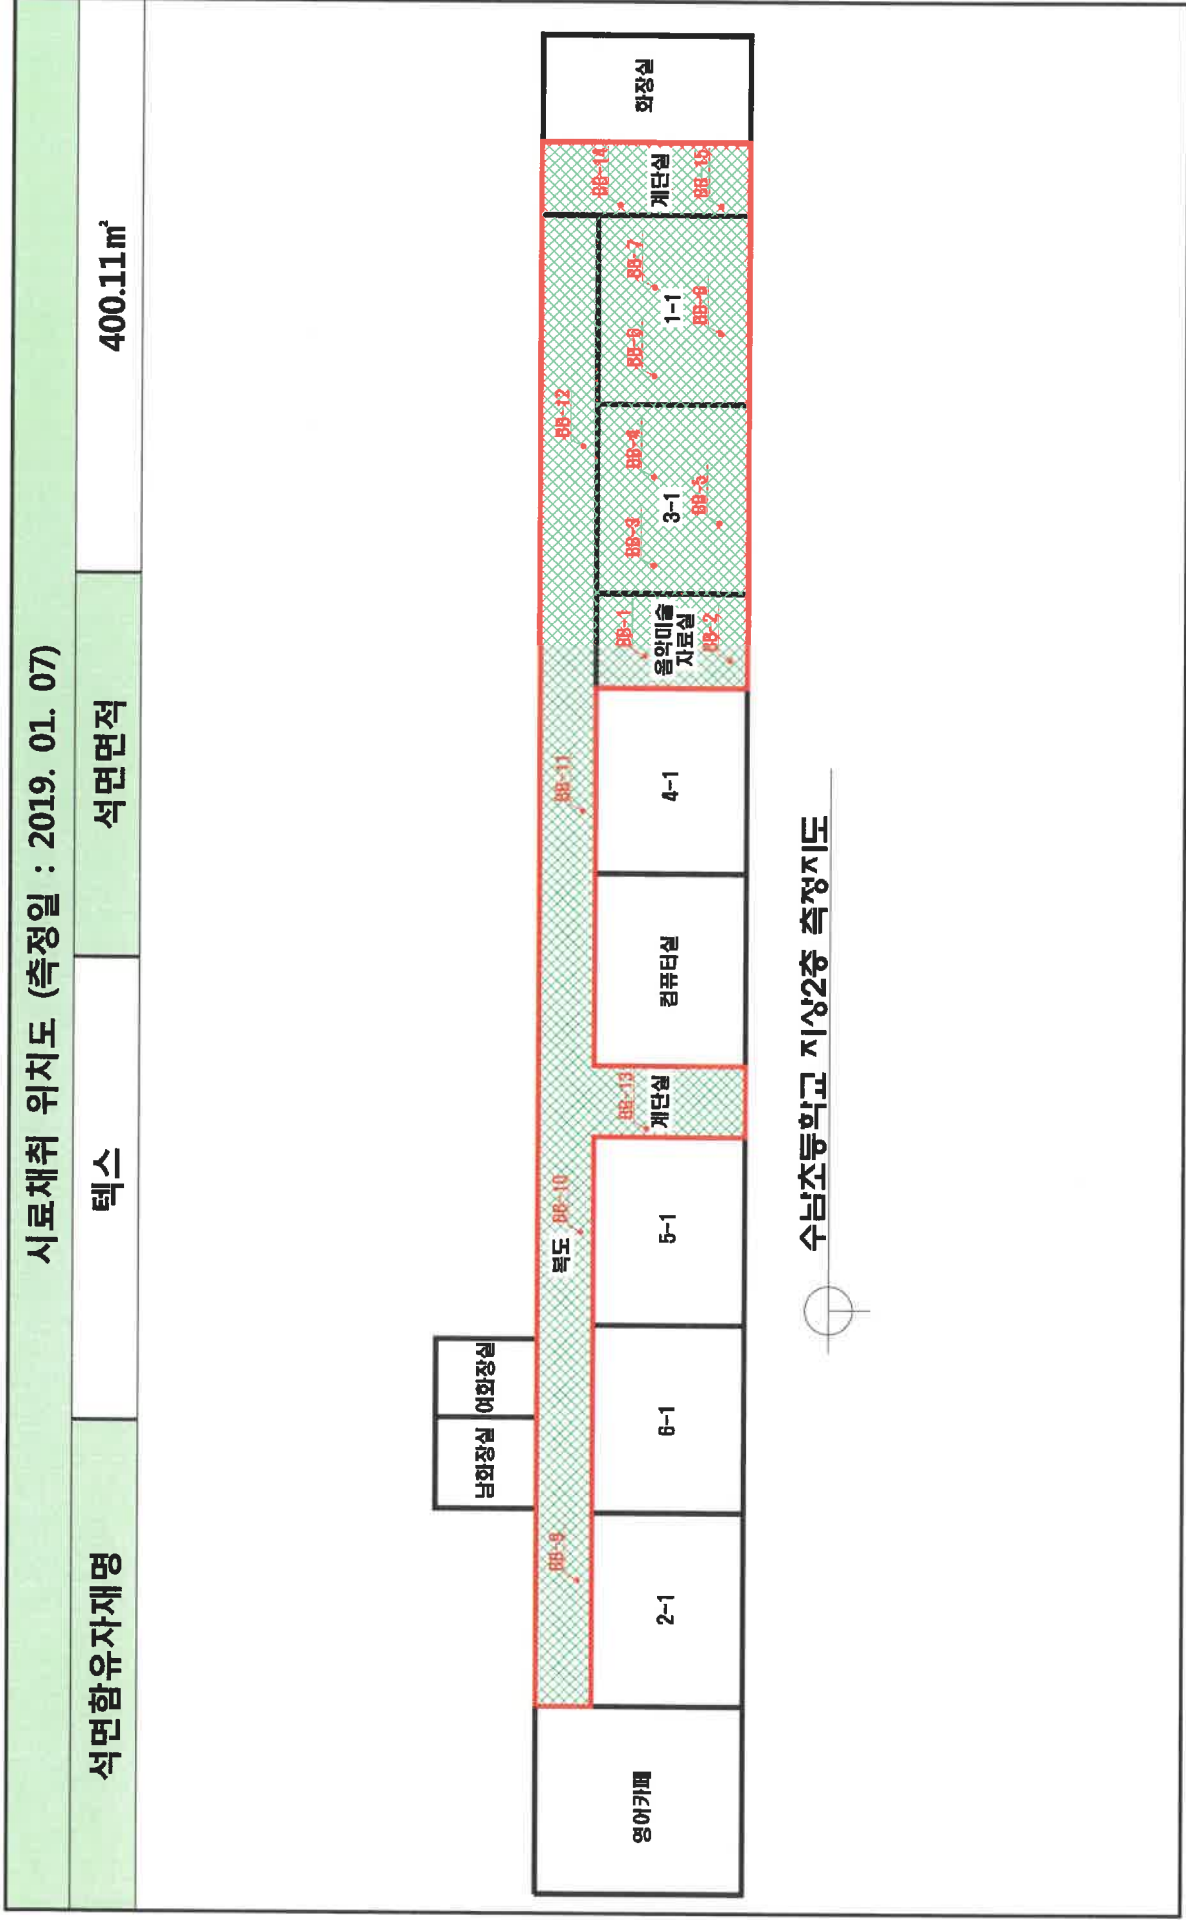 시료채취 위치도 (측정일 : 2019. 01. 07)
석면함유자재명 텍스 석면면적 400.11㎡
남화장실 여화장실
영어카페
2-1
6-1
5-1
계단실
컴퓨터실
4-1
음악미술
자료실
3-1
1-1
계단실
화장실
복도
BB-9
BB-10
BB-11
BB-12
BB-13
BB-1
BB-2
BB-3
BB-4
BB-5
BB-6
BB-7
BB-8
BB-14
BB-15
수남초등학교 지상2층 측정지도